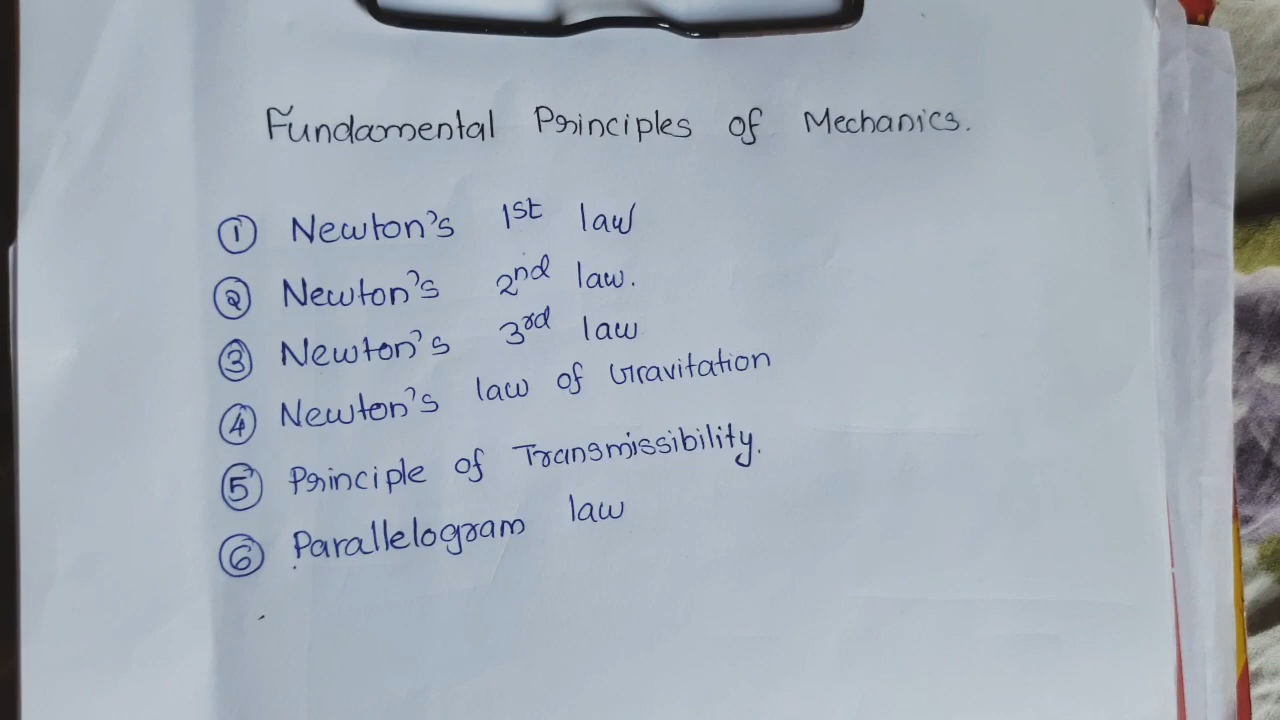 Fundamental Principles of Mechanics.
① Newton's 1st law
② Newton's 2nd law.
③ Newton's 3rd law
④ Newton's law of Gravitation
⑤ Principle of Transmissibility.
⑥ Parallelogram law